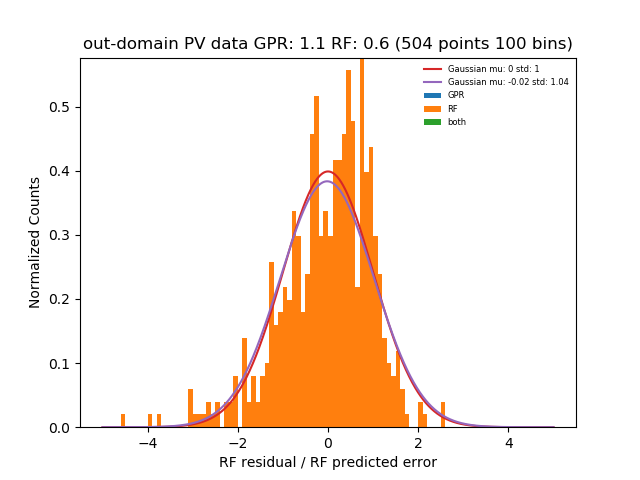 out-domain PV data GPR: 1.1 RF: 0.6 (504 points 100 bins)
Gaussian mu: 0 std: 1
Gaussian mu: -0.02 std: 1.04
GPR
RF
both
Normalized Counts
0.5
0.4
0.3
0.2
0.1
0.0
−4 −2 0 2 4
RF residual / RF predicted error